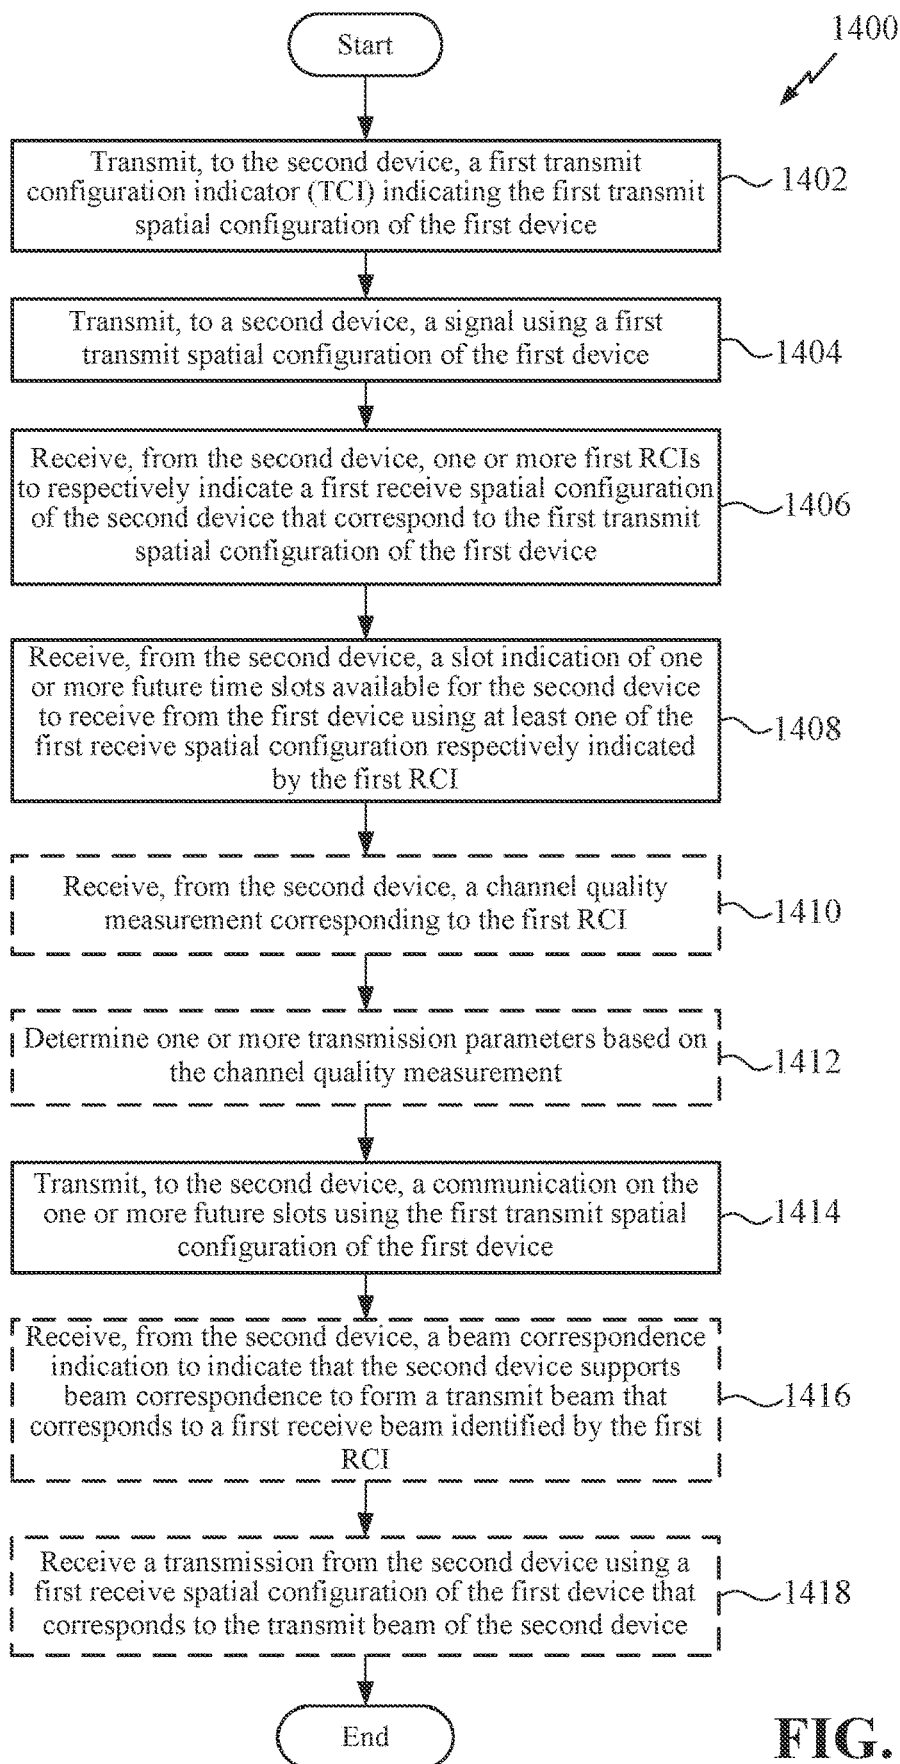 1400
Start
Transmit, to the second device, a first transmit
configuration indicator (TCI) indicating the first transmit
spatial configuration of the first device
1402
Transmit, to a second device, a signal using a first
transmit spatial configuration of the first device
1404
Receive, from the second device, one or more first RCIs
to respectively indicate a first receive spatial configuration
of the second device that correspond to the first transmit
spatial configuration of the first device
1406
Receive, from the second device, a slot indication of one
or more future time slots available for the second device
to receive from the first device using at least one of the
first receive spatial configuration respectively indicated
by the first RCI
1408
Receive, from the second device, a channel quality
measurement corresponding to the first RCI
1410
Determine one or more transmission parameters based on
the channel quality measurement
1412
Transmit, to the second device, a communication on the
one or more future slots using the first transmit spatial
configuration of the first device
1414
Receive, from the second device, a beam correspondence
indication to indicate that the second device supports
beam correspondence to form a transmit beam that
corresponds to a first receive beam identified by the first
RCI
1416
Receive a transmission from the second device using a
first receive spatial configuration of the first device that
corresponds to the transmit beam of the second device
1418
End
FIG.